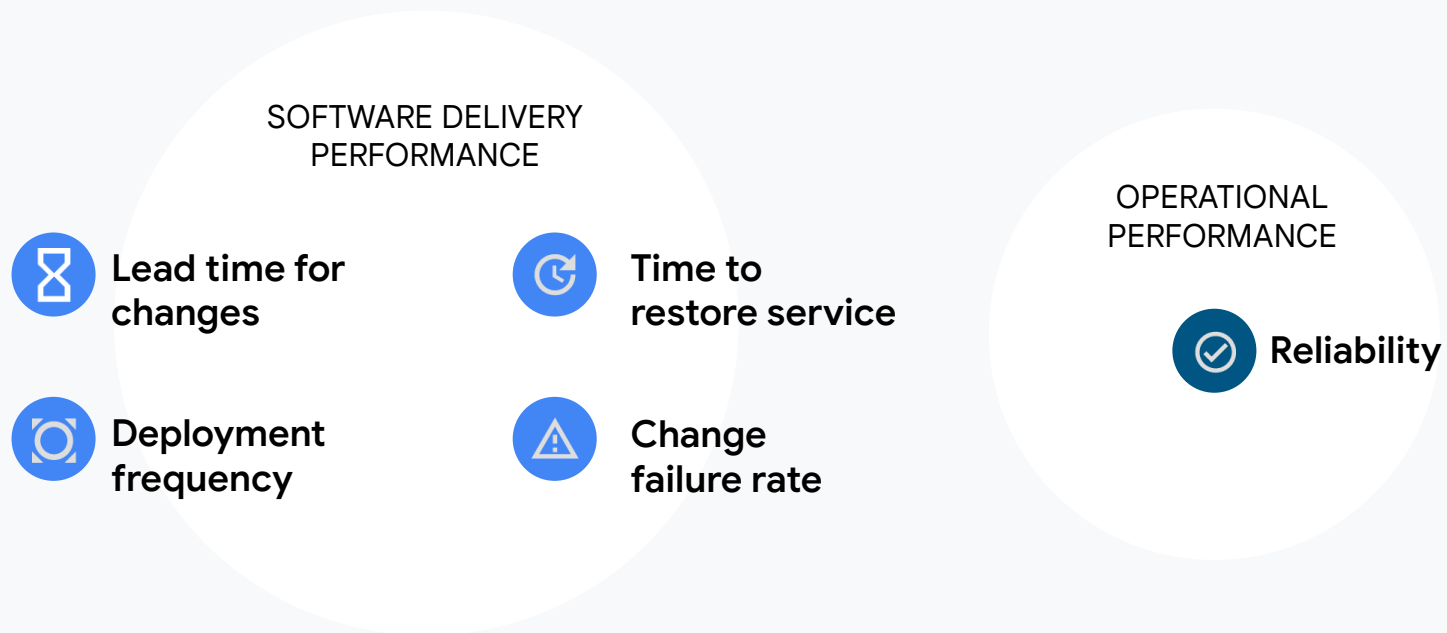 SOFTWARE DELIVERY
PERFORMANCE
Lead time for
changes
Time to
restore service
Deployment
frequency
Change
failure rate
OPERATIONAL
PERFORMANCE
Reliability